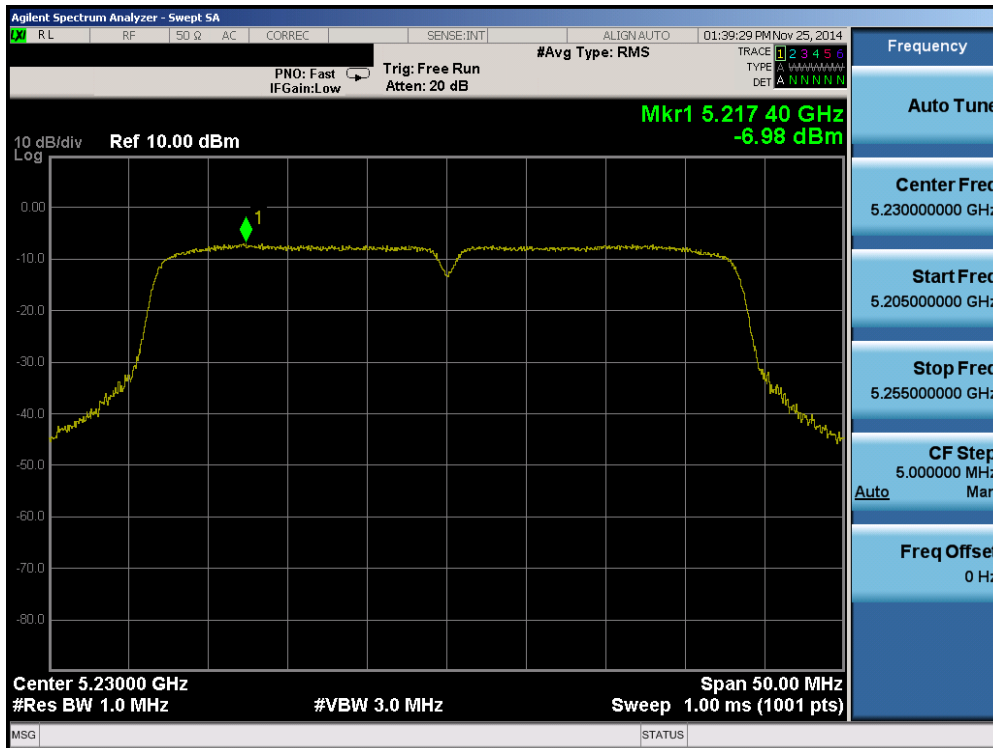 Agilent Spectrum Analyzer - Swept SA
LXI RL RF 50 Ω AC CORREC SENSE:INT ALIGN AUTO 01:39:29 PM Nov 25, 2014
#Avg Type: RMS
TRACE 1 2 3 4 5 6
PNO: Fast Trig: Free Run
TYPE A WWWWW
IFGain:Low Atten: 20 dB
DET A N N N N N
Mkr1 5.217 40 GHz
-6.98 dBm
10 dB/div Ref 10.00 dBm
Log
1
0.00
-10.0
-20.0
-30.0
-40.0
-50.0
-60.0
-70.0
-80.0
Center 5.23000 GHz Span 50.00 MHz
#Res BW 1.0 MHz #VBW 3.0 MHz Sweep 1.00 ms (1001 pts)
MSG STATUS
Frequency
Auto Tune
Center Freq
5.230000000 GHz
Start Freq
5.205000000 GHz
Stop Freq
5.255000000 GHz
CF Step
5.000000 MHz
Auto Man
Freq Offset
0 Hz